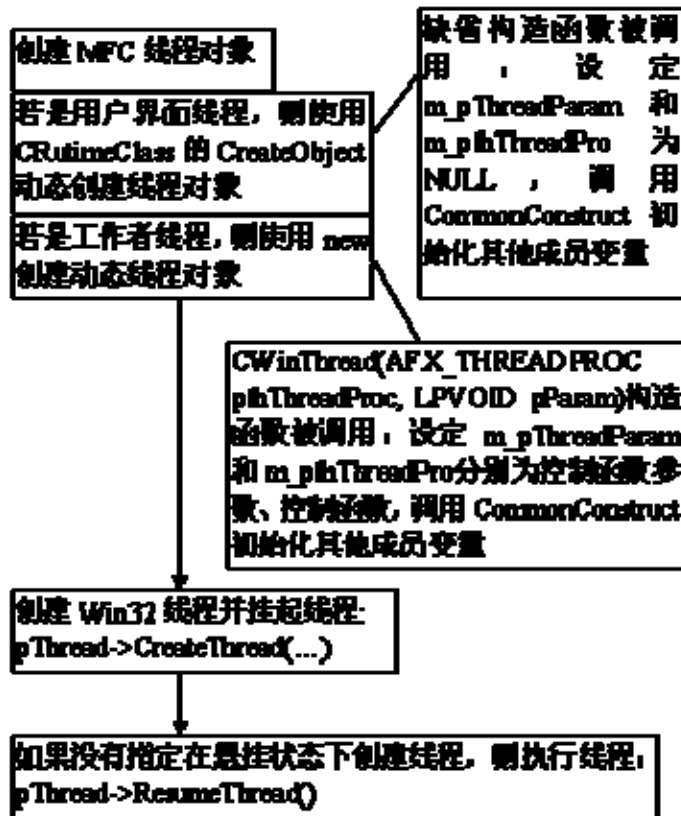 创建 MFC 线程对象
若是用户界面线程，则使用
CRutimeClass 的 CreateObject
动态创建线程对象
若是工作者线程，则使用 new
创建动态线程对象
缺省构造函数被调
用：设定
m_pThreadParam 和
m_pfnThreadPro 为
NULL，调用
CommonConstruct 初
始化其他成员变量
CWinThread(AFX_THREADPROC
pfnThreadProc, LPVOID pParam)构造
函数被调用：设定 m_pThreadParam
和 m_pfnThreadPro分别为控制函数参
数、控制函数，调用 CommonConstruct
初始化其他成员变量
创建 Win32 线程并挂起线程:
pThread->CreateThread(...)
如果没有指定在悬挂状态下创建线程，则执行线程：
pThread->ResumeThread()